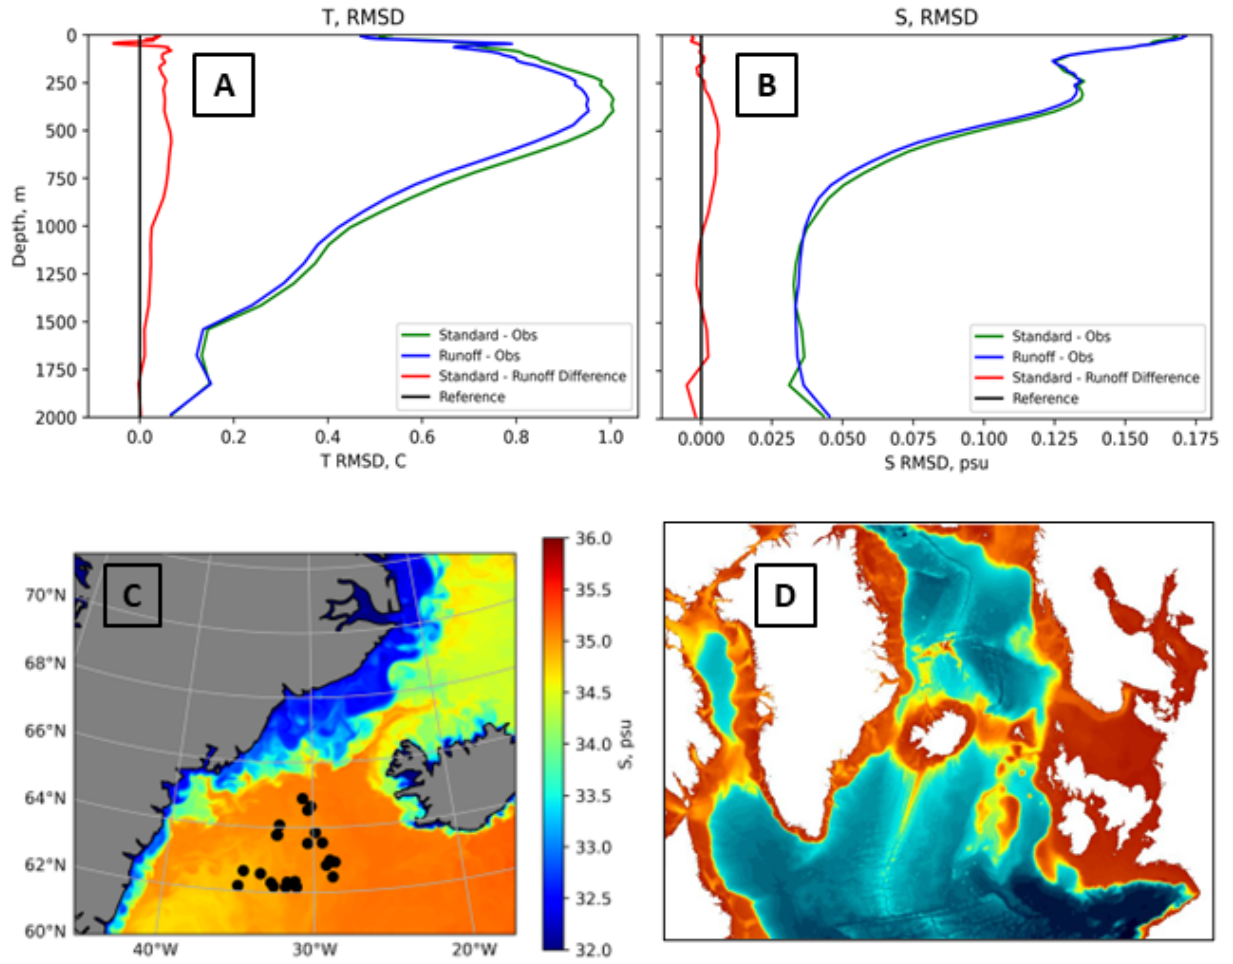 T, RMSD
A
0
250
500
750
1000
1250
1500
1750
2000
Depth, m
Standard - Obs
Runoff - Obs
Standard - Runoff Difference
Reference
0.0 0.2 0.4 0.6 0.8 1.0
T RMSD, C
S, RMSD
B
Standard - Obs
Runoff - Obs
Standard - Runoff Difference
Reference
0.000 0.025 0.050 0.075 0.100 0.125 0.150 0.175
S RMSD, psu
C
70°N
68°N
66°N
64°N
62°N
60°N
40°W 30°W 20°W
36.0
35.5
35.0
34.5
34.0
33.5
33.0
32.5
32.0
S, psu
D